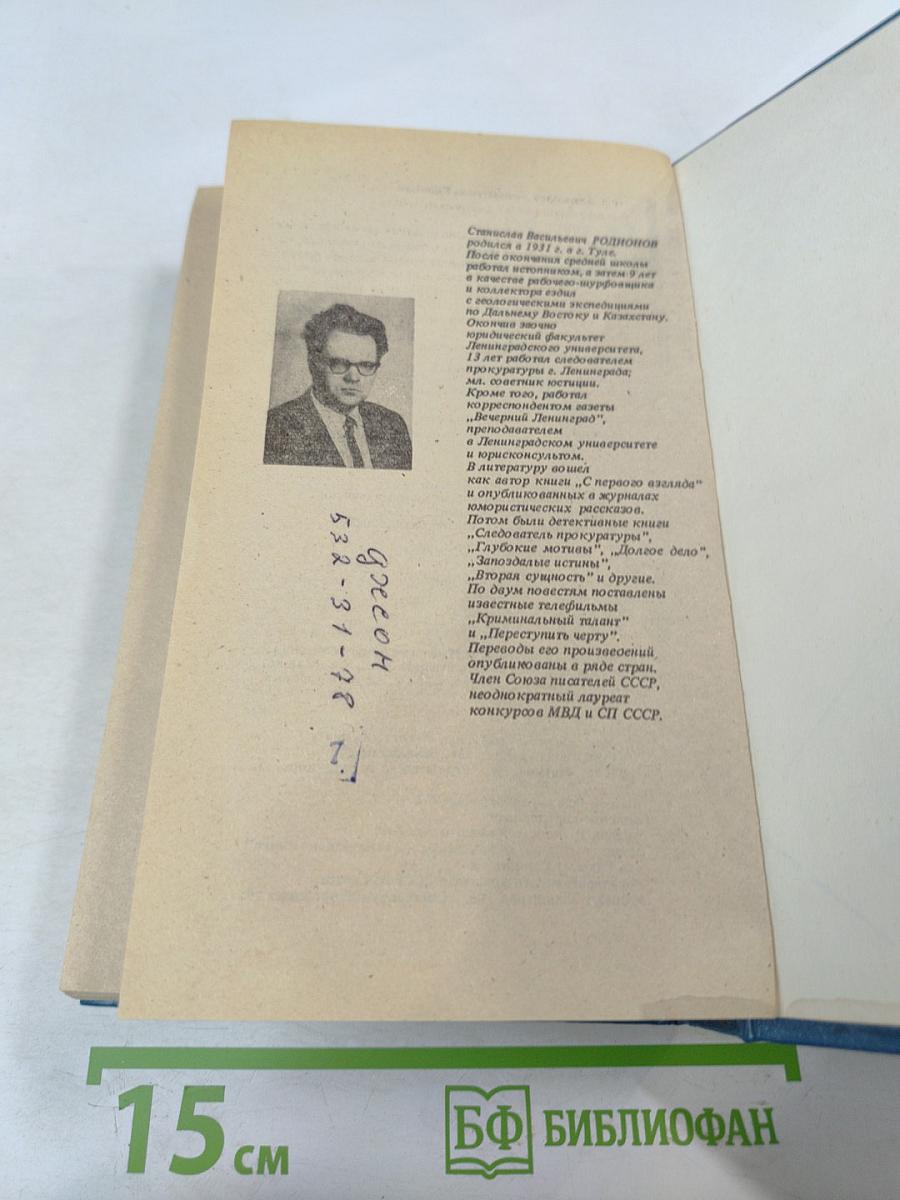 Станислав Васильевич РОДИОНОВ
родился в 1931 г. в г. Туле.
После окончания средней школы
работал истопником, а затем 9 лет
в качестве рабочего-шурфовщика
и коллектора ездил
с геологическими экспедициями
по Дальнему Востоку и Казахстану.
Окончив заочно
юридический факультет
Ленинградского университета,
13 лет работал следователем
прокуратуры г. Ленинграда;
мл. советник юстиции.
Кроме того, работал
корреспондентом газеты
„Вечерний Ленинград",
преподавателем
в Ленинградском университете
и юрисконсультом.
В литературу вошел
как автор книги „С первого взгляда"
и опубликованных в журналах
юмористических рассказов.
Потом были детективные книги
„Следователь прокуратуры",
„Глубокие мотивы", „Долгое дело",
„Запоздалые истины",
„Вторая сущность" и другие.
По двум повестям поставлены
известные телефильмы
„Криминальный талант"
и „Переступить черту".
Переводы его произведений
опубликованы в ряде стран.
Член Союза писателей СССР,
неоднократный лауреат
конкурсов МВД и СП СССР.
джеон
532-31-78
15 см
БФ БИБЛИОФАН